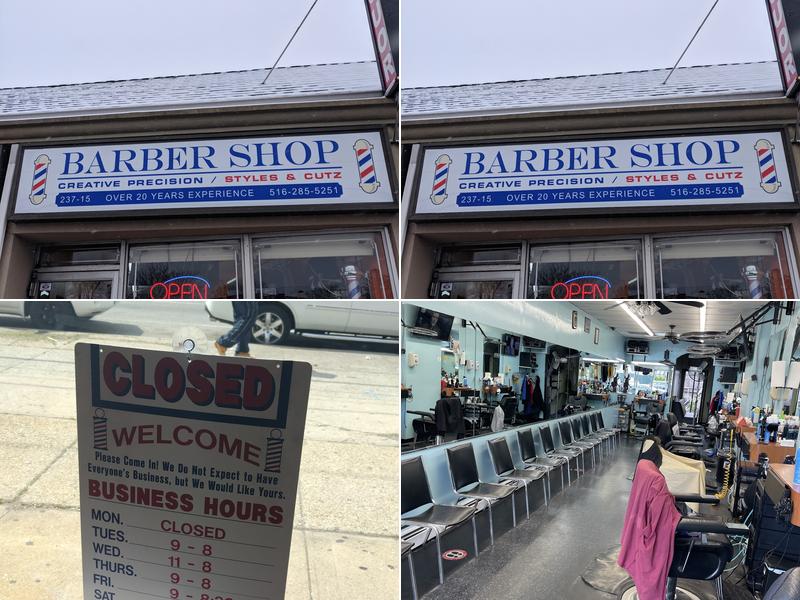 BARBER SHOP
CREATIVE PRECISION / STYLES & CUTZ
237-15 OVER 20 YEARS EXPERIENCE 516-285-5251
OPEN
BARBER SHOP
CREATIVE PRECISION / STYLES & CUTZ
237-15 OVER 20 YEARS EXPERIENCE 516-285-5251
OPEN
CLOSED
WELCOME
Please Come In! We Do Not Expect to Have
Everyone's Business, but We Would Like Yours.
BUSINESS HOURS
MON. CLOSED
TUES. 9 - 8
WED. 11 - 8
THURS. 9 - 8
FRI. 9 - 8:30
SAT